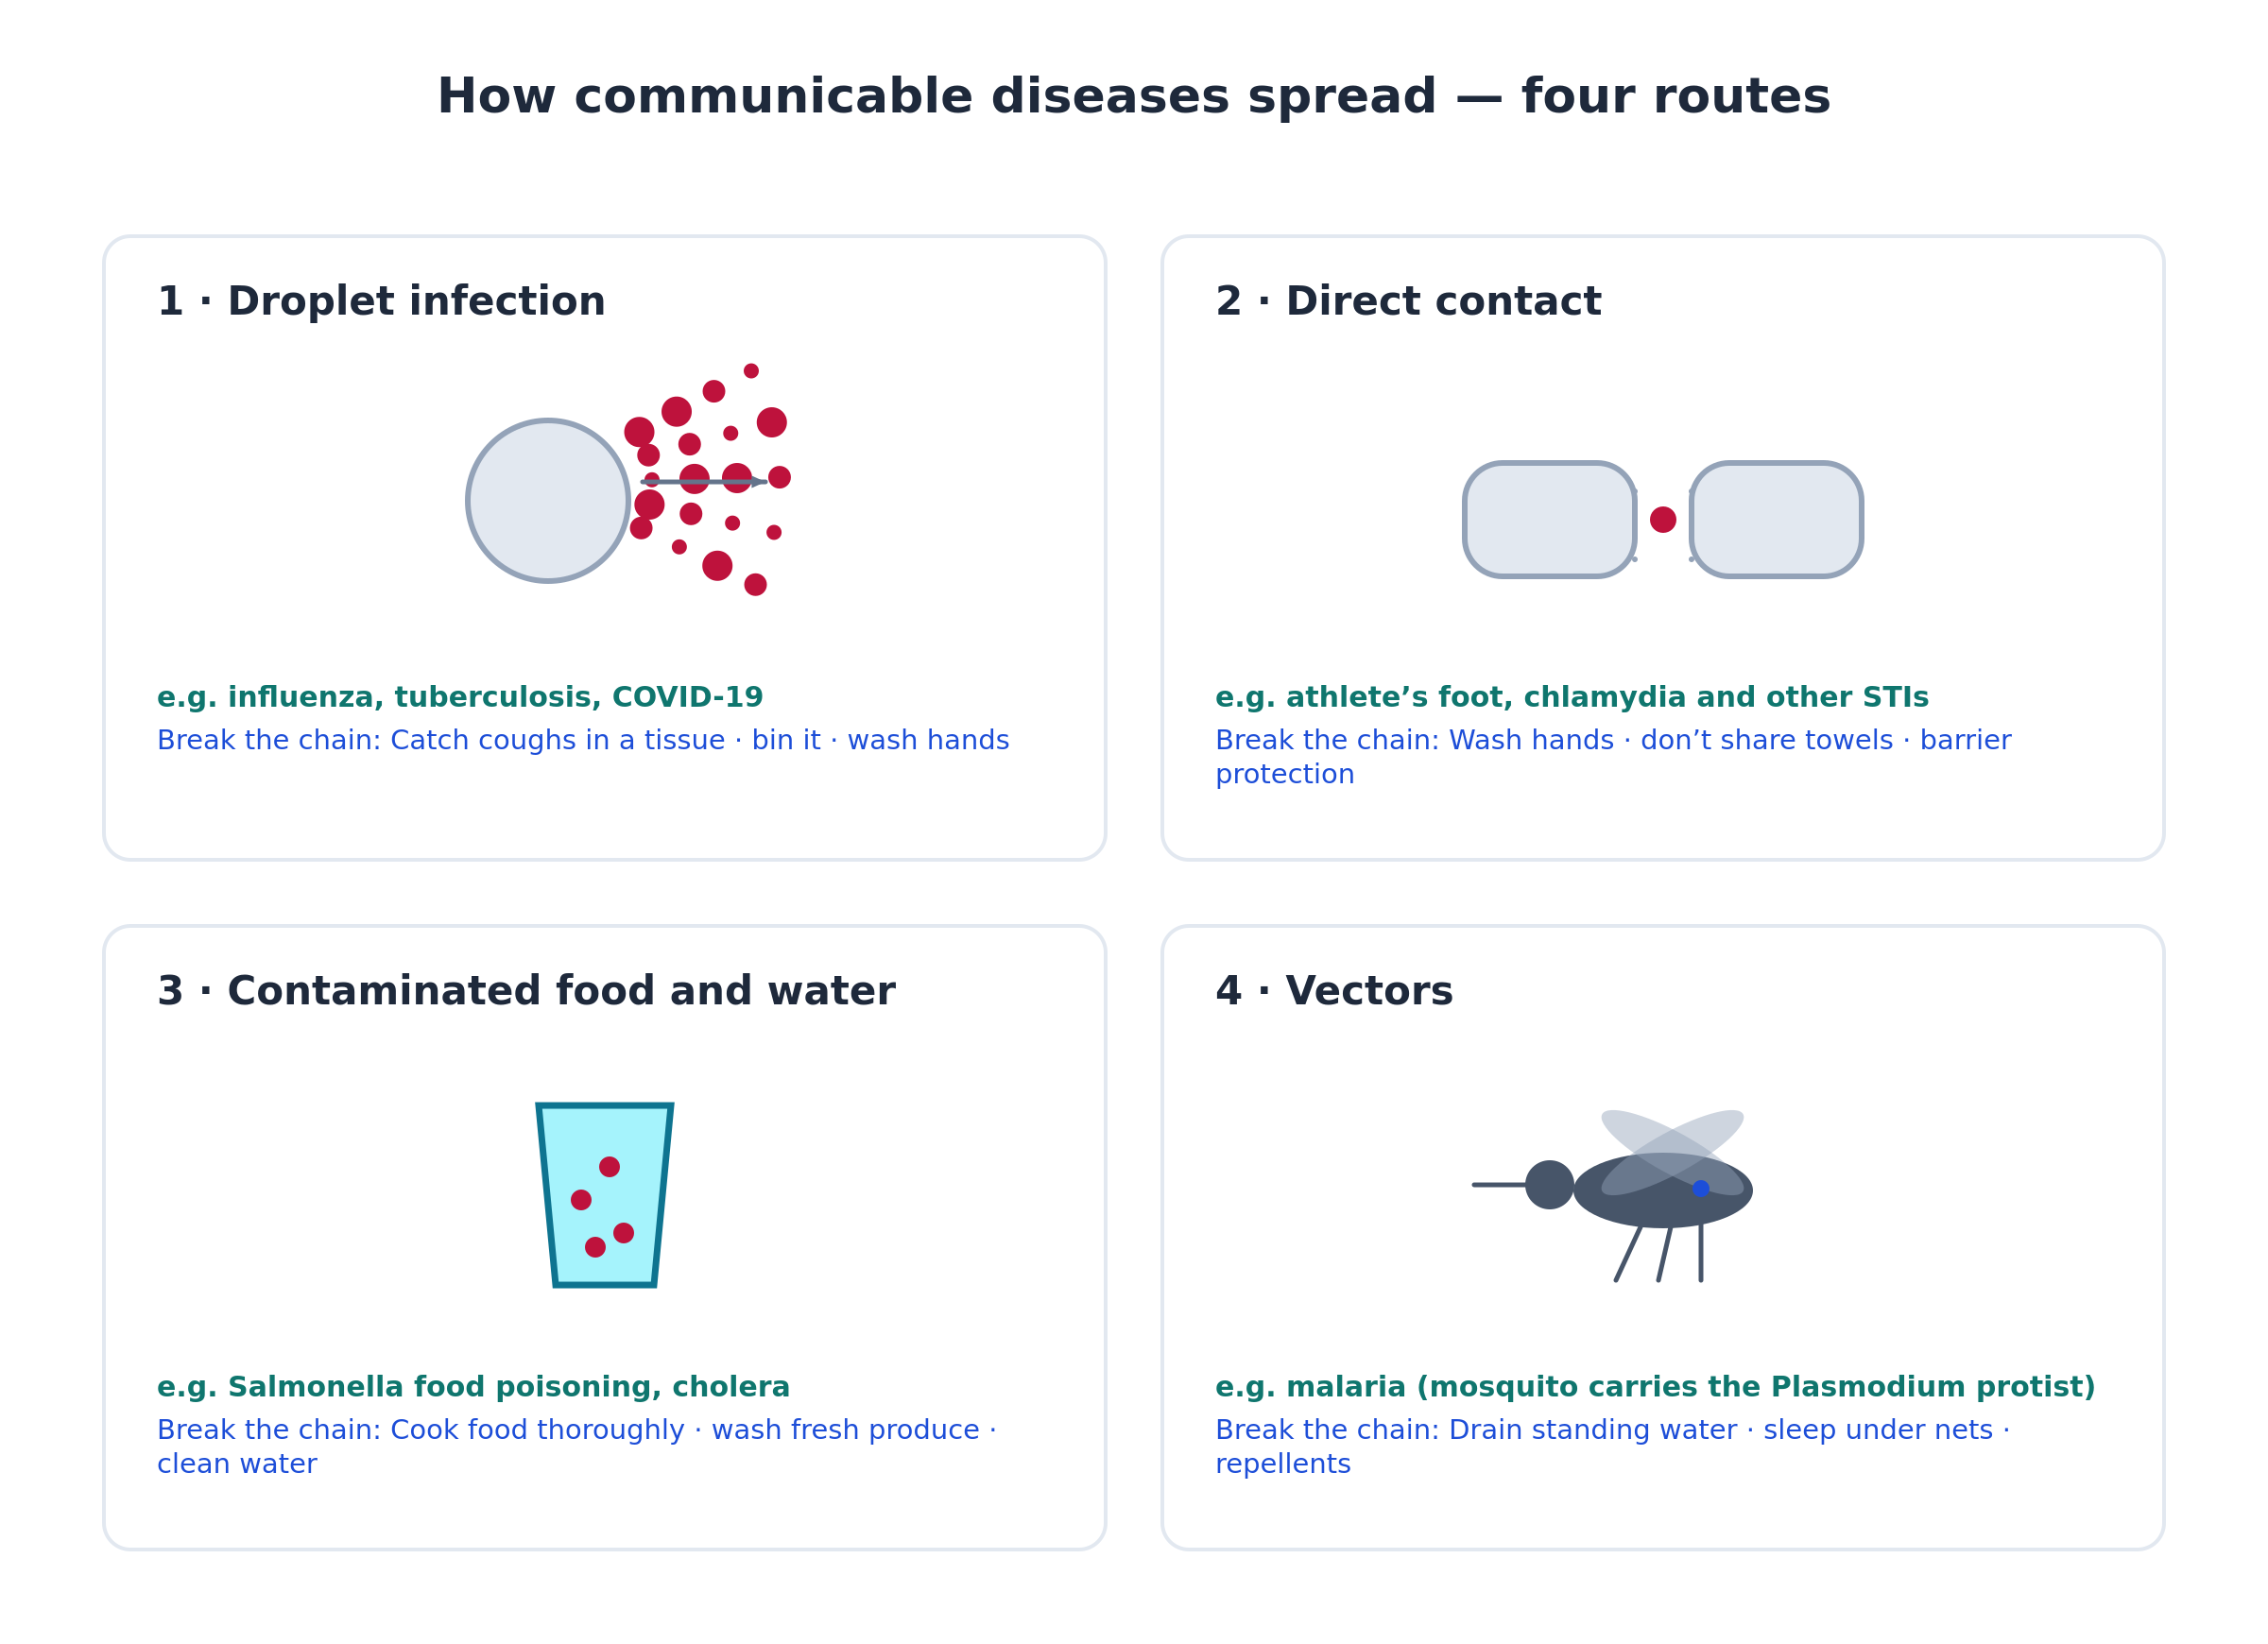 How communicable diseases spread — four routes
1 · Droplet infection
e.g. influenza, tuberculosis, COVID-19
Break the chain: Catch coughs in a tissue · bin it · wash hands
2 · Direct contact
e.g. athlete’s foot, chlamydia and other STIs
Break the chain: Wash hands · don’t share towels · barrier
protection
3 · Contaminated food and water
e.g. Salmonella food poisoning, cholera
Break the chain: Cook food thoroughly · wash fresh produce ·
clean water
4 · Vectors
e.g. malaria (mosquito carries the Plasmodium protist)
Break the chain: Drain standing water · sleep under nets ·
repellents